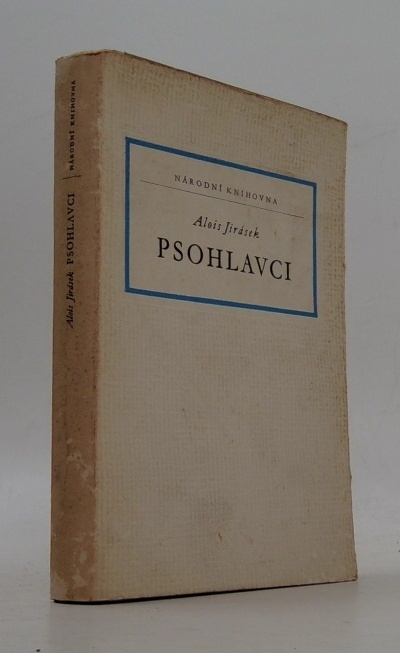 NÁRODNÍ KNIHOVNA
Alois Jirásek
PSOHLAVCI
Alois Jirásek PSOHLAVCI | NÁRODNÍ KNIHOVNA